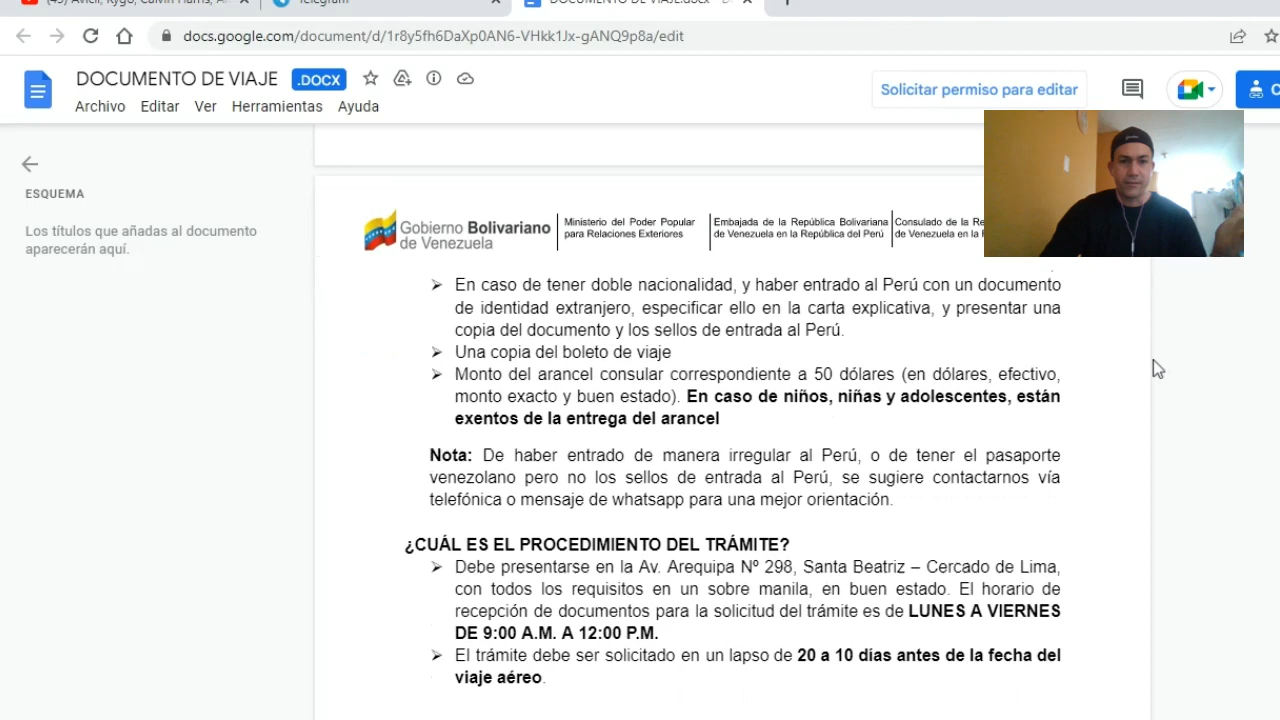 Telegram
docs.google.com/document/d/1r8y5fh6DaXp0AN6-VHkk1Jx-gANQ9p8a/edit
DOCUMENTO DE VIAJE .DOCX
Archivo Editar Ver Herramientas Ayuda
Solicitar permiso para editar
ESQUEMA
Los títulos que añadas al documento
aparecerán aquí.
Gobierno Bolivariano
de Venezuela
Ministerio del Poder Popular
para Relaciones Exteriores
Embajada de la República Bolivariana
de Venezuela en la República del Perú
Consulado de la
de Venezuela en la
En caso de tener doble nacionalidad, y haber entrado al Perú con un documento
de identidad extranjero, especificar ello en la carta explicativa, y presentar una
copia del documento y los sellos de entrada al Perú.
Una copia del boleto de viaje
Monto del arancel consular correspondiente a 50 dólares (en dólares, efectivo,
monto exacto y buen estado). En caso de niños, niñas y adolescentes, están
exentos de la entrega del arancel
Nota: De haber entrado de manera irregular al Perú, o de tener el pasaporte
venezolano pero no los sellos de entrada al Perú, se sugiere contactarnos vía
telefónica o mensaje de whatsapp para una mejor orientación.
¿CUÁL ES EL PROCEDIMIENTO DEL TRÁMITE?
Debe presentarse en la Av. Arequipa Nº 298, Santa Beatriz – Cercado de Lima,
con todos los requisitos en un sobre manila, en buen estado. El horario de
recepción de documentos para la solicitud del trámite es de LUNES A VIERNES
DE 9:00 A.M. A 12:00 P.M.
El trámite debe ser solicitado en un lapso de 20 a 10 días antes de la fecha del
viaje aéreo.